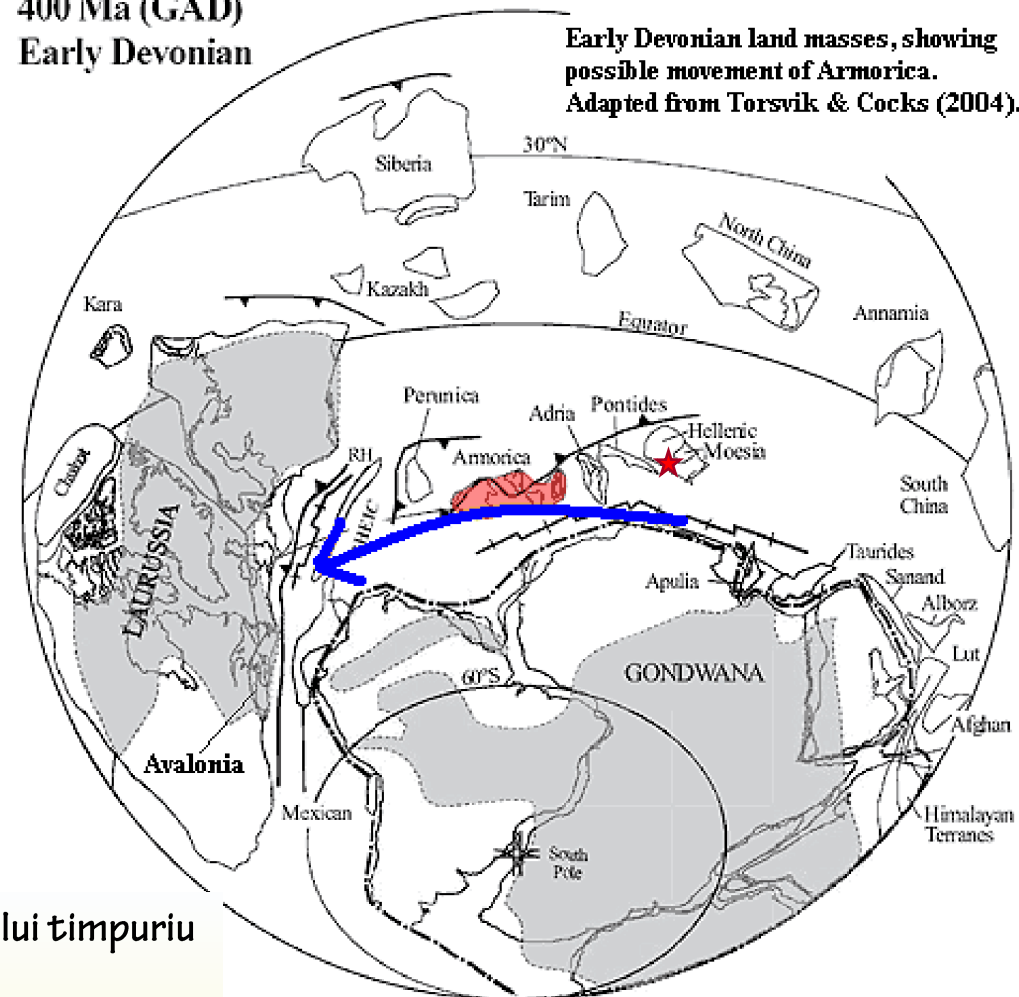 400 Ma (GAD)
Early Devonian
Early Devonian land masses, showing
possible movement of Armorica.
Adapted from Torsvik & Cocks (2004).
30°N
Siberia
Tarim
North China
Kazakh
Kara
Annamia
Equator
Perunica
Adria
Pontides
Hellenic
Moesia
Armorica
RH
Chukot
South
China
LAURUSSIA
Taurides
Apulia
Sanand
Alborz
Lut
GONDWANA
60°S
Afghan
Avalonia
Mexican
Himalayan
Terranes
South
Pole
lui timpuriu